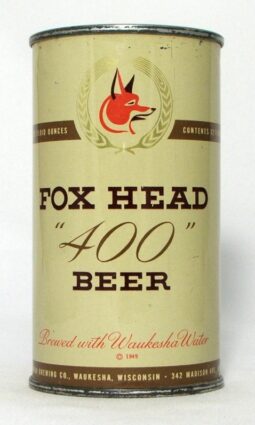 FLUID OUNCES CONTENTS 12
FOX HEAD
"400"
BEER
Brewed with Waukesha Water
© 1949
BREWING CO., WAUKESHA, WISCONSIN - 342 MADISON AVE